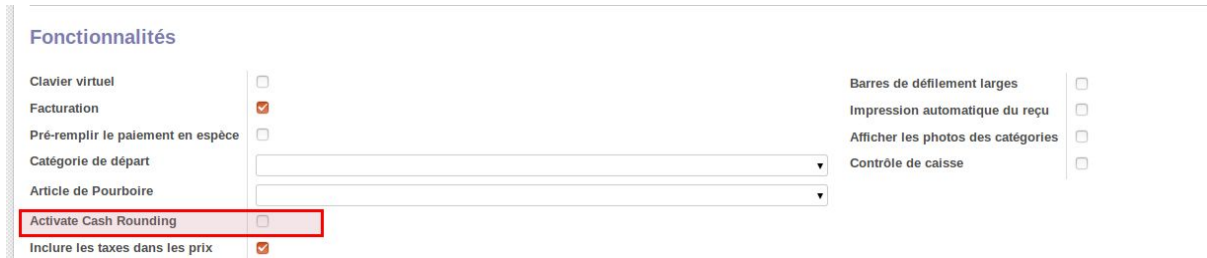 Fonctionnalités
Clavier virtuel
Facturation
Pré-remplir le paiement en espèce
Catégorie de départ
Article de Pourboire
Activate Cash Rounding
Inclure les taxes dans les prix
Barres de défilement larges
Impression automatique du reçu
Afficher les photos des catégories
Contrôle de caisse